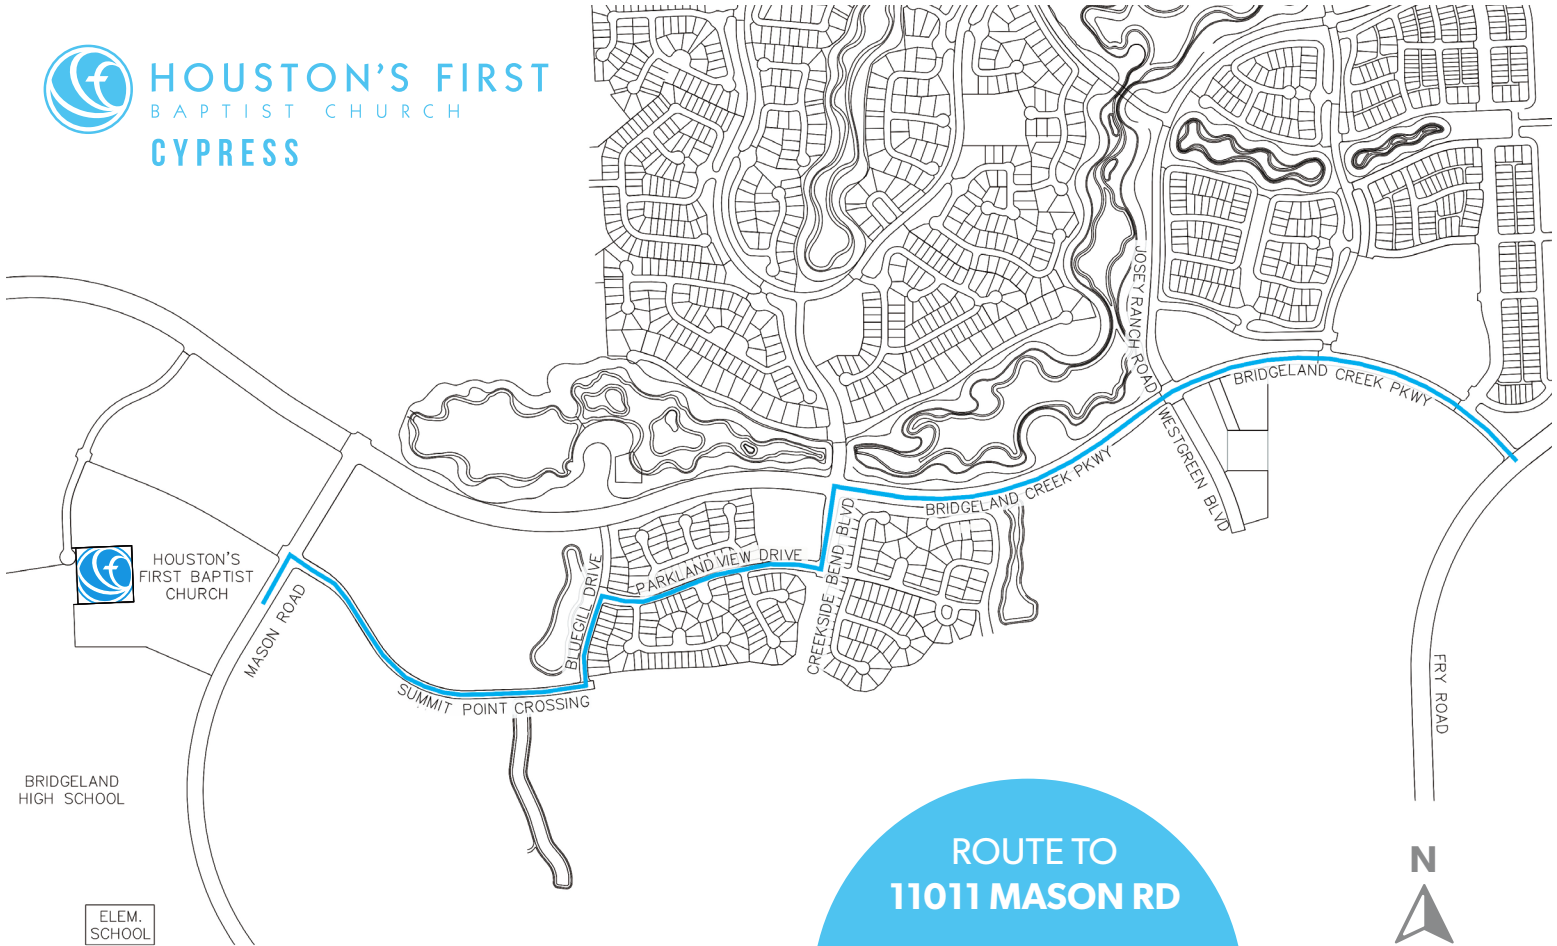 HOUSTON'S FIRST
BAPTIST CHURCH
CYPRESS
JOSEY RANCH ROAD
BRIDGELAND CREEK PKWY
WESTGREEN BLVD
BRIDGELAND CREEK PKWY
CREEKSIDE BEND BLVD
PARKLAND VIEW DRIVE
BLUEGILL DRIVE
HOUSTON'S
FIRST BAPTIST
CHURCH
MASON ROAD
SUMMIT POINT CROSSING
FRY ROAD
BRIDGELAND
HIGH SCHOOL
ELEM.
SCHOOL
ROUTE TO
11011 MASON RD
N